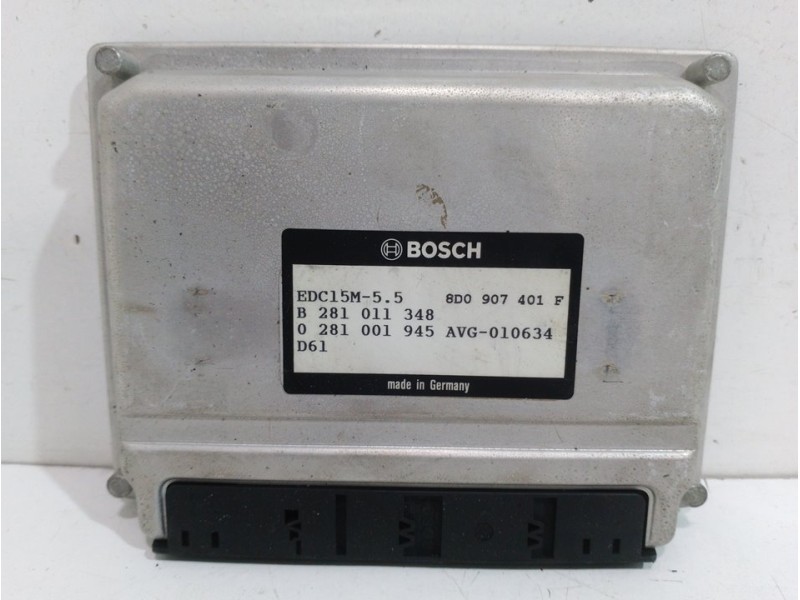 BOSCH
EDC15M-5.5 8D0 907 401 F
B 281 011 348
0 281 001 945 AVG-010634
D61
made in Germany